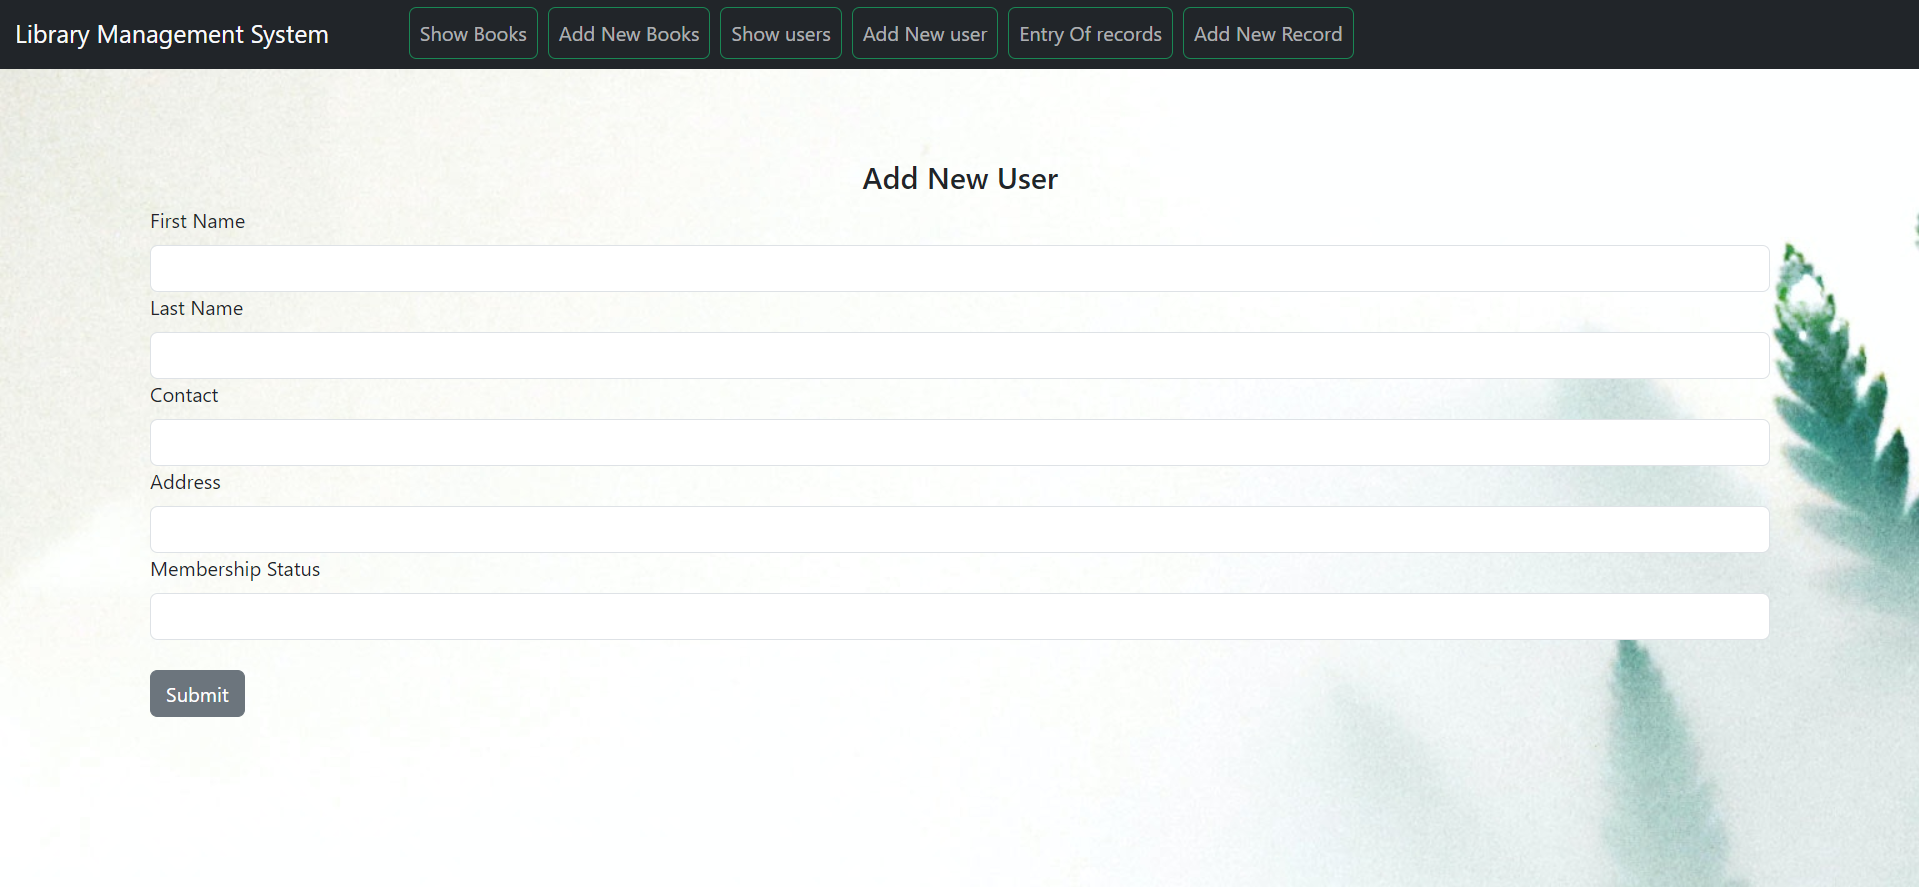 Library Management System Show Books Add New Books Show users Add New user Entry Of records Add New Record
Add New User
First Name
Last Name
Contact
Address
Membership Status
Submit